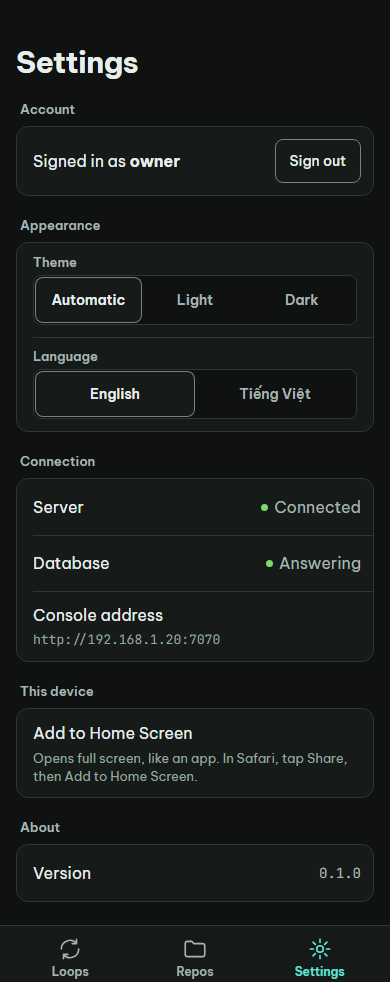 Settings
Account
Signed in as owner
Sign out
Appearance
Theme
Automatic
Light
Dark
Language
English
Tiếng Việt
Connection
Server
Connected
Database
Answering
Console address
http://192.168.1.20:7070
This device
Add to Home Screen
Opens full screen, like an app. In Safari, tap Share,
then Add to Home Screen.
About
Version
0.1.0
Loops
Repos
Settings